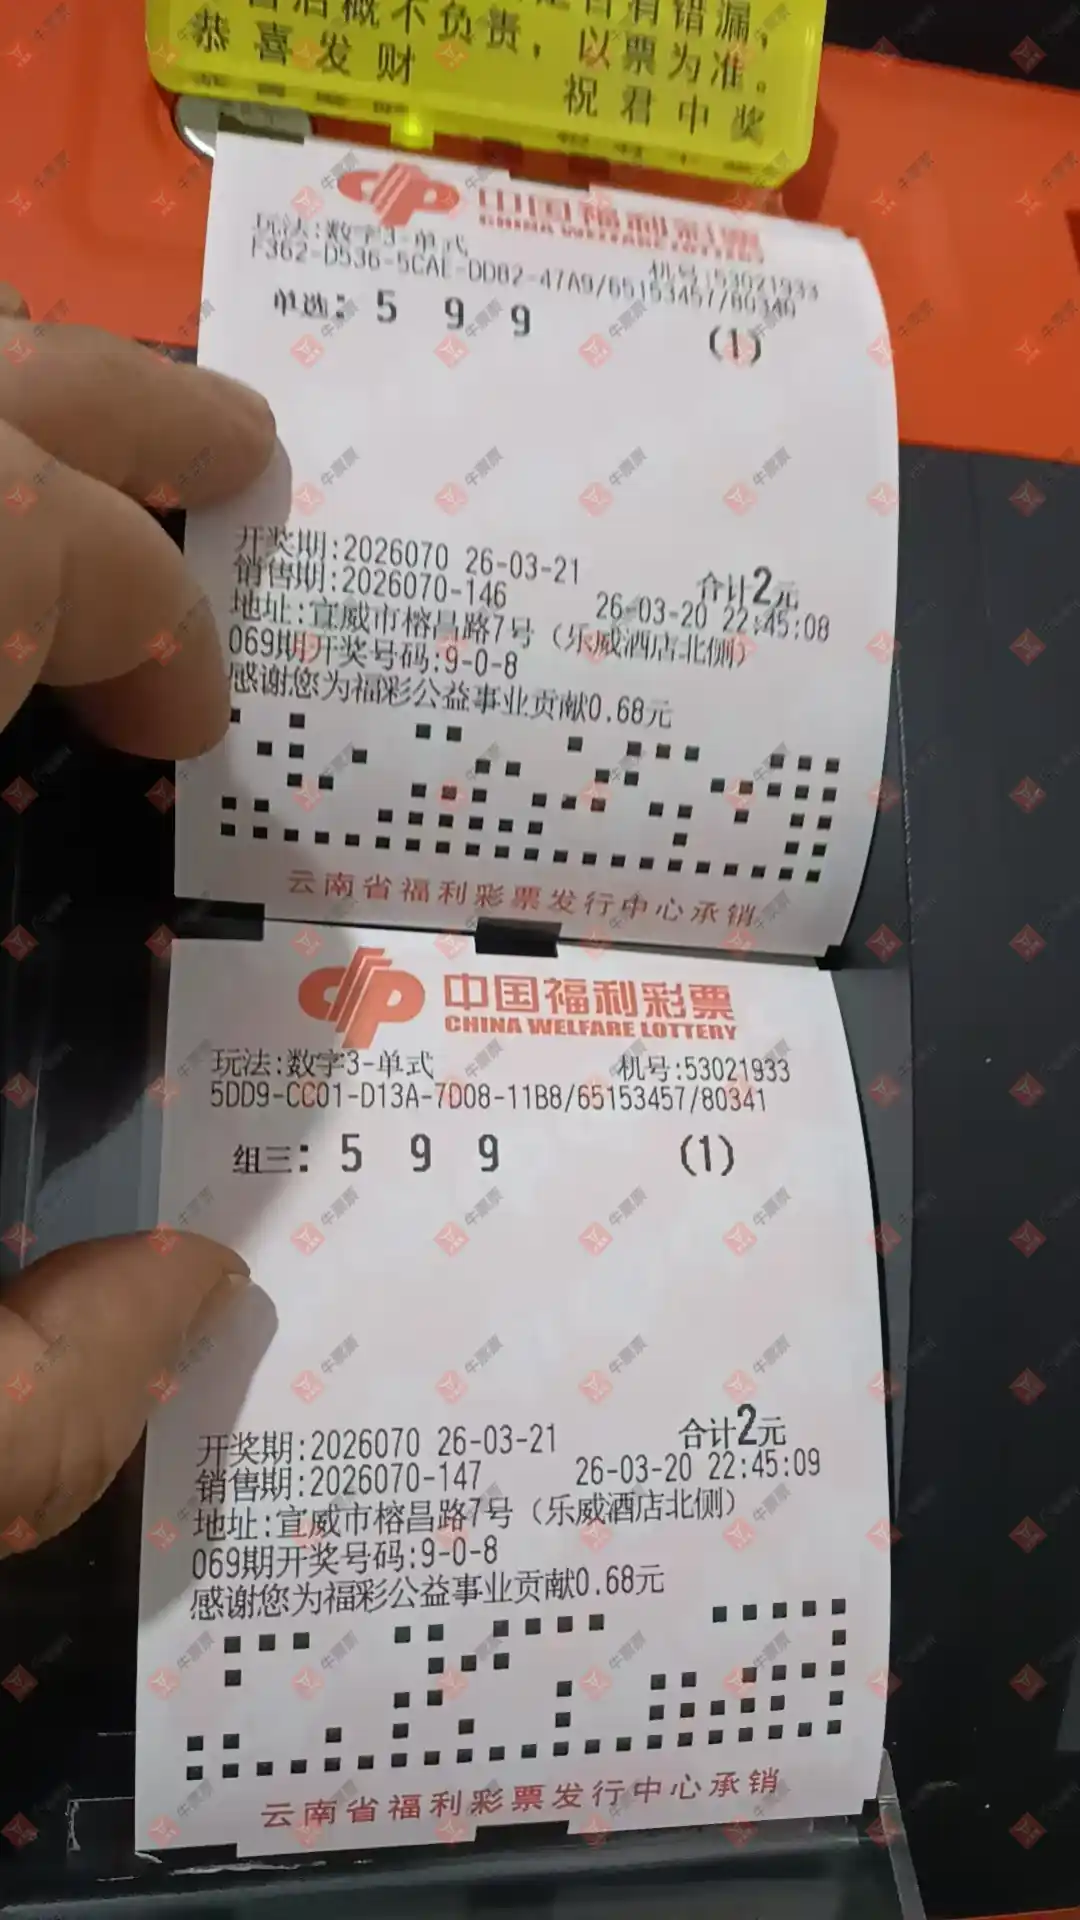 概不负责，以票为准。
恭喜发财
祝君中奖
中国福利彩票
CHINA WELFARE LOTTERY
玩法:数字3-单式
机号:53021933
F362-D536-5CAE-DD82-47A9/65153457/80340
单选: 5 9 9 (1)
开奖期:2026070 26-03-21
合计2元
销售期:2026070-146 26-03-20 22:45:08
地址:宣威市榕昌路7号（乐威酒店北侧）
069期开奖号码:9-0-8
感谢您为福彩公益事业贡献0.68元
云南省福利彩票发行中心承销
中国福利彩票
CHINA WELFARE LOTTERY
玩法:数字3-单式 机号:53021933
5DD9-CC01-D13A-7D08-11B8/65153457/80341
组三: 5 9 9 (1)
开奖期:2026070 26-03-21 合计2元
销售期:2026070-147 26-03-20 22:45:09
地址:宣威市榕昌路7号（乐威酒店北侧）
069期开奖号码:9-0-8
感谢您为福彩公益事业贡献0.68元
云南省福利彩票发行中心承销
牛票票